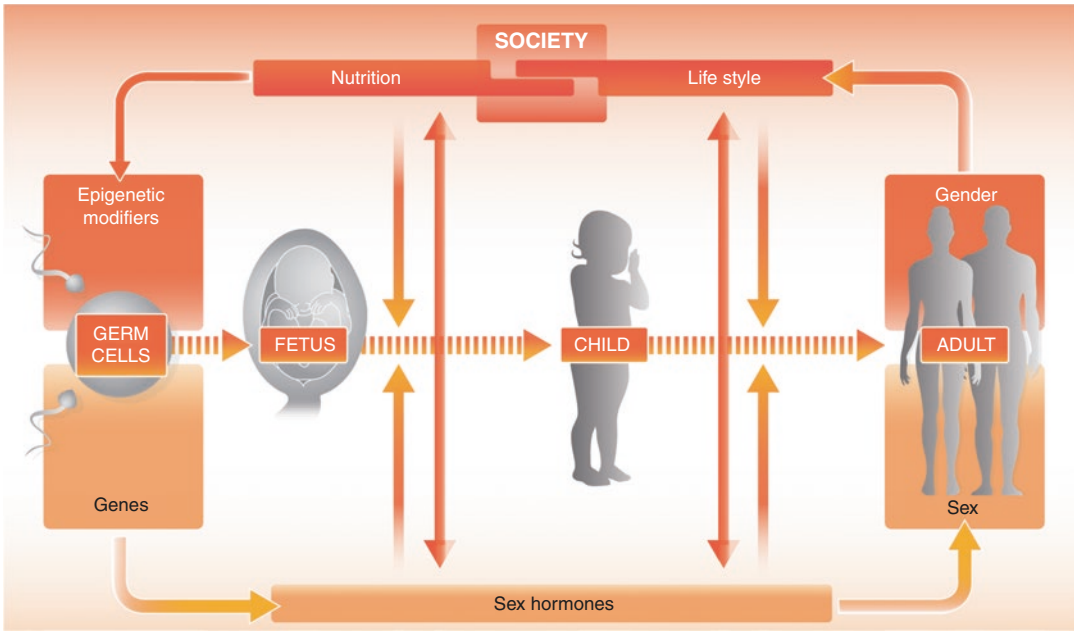 SOCIETY
Nutrition
Life style
Epigenetic
modifiers
Gender
GERM
CELLS
FETUS
CHILD
ADULT
Genes
Sex
Sex hormones